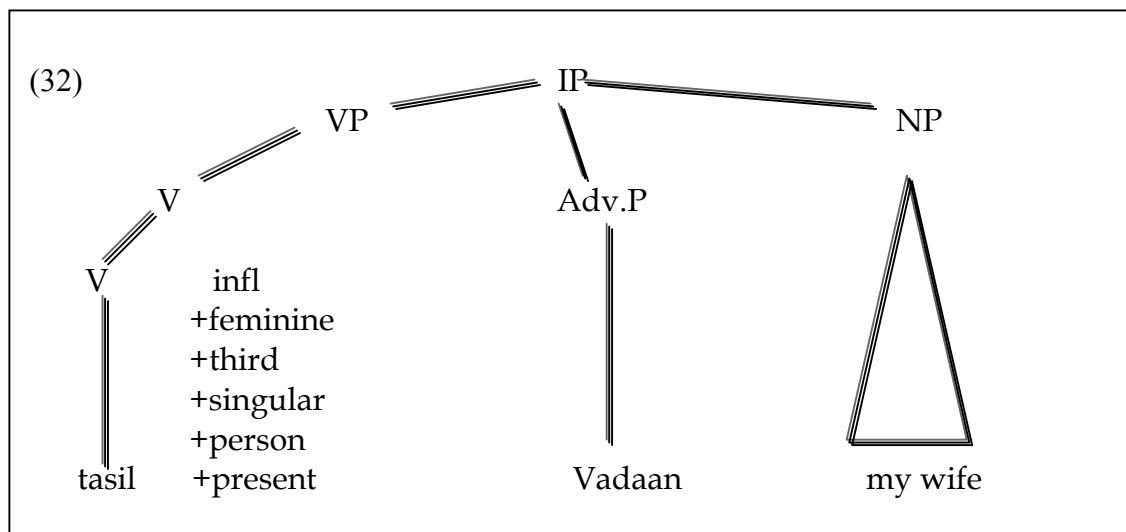 (32) IP
VP NP
V Adv.P
V infl
+feminine
+third
+singular
+person
tasil +present Vadaan my wife